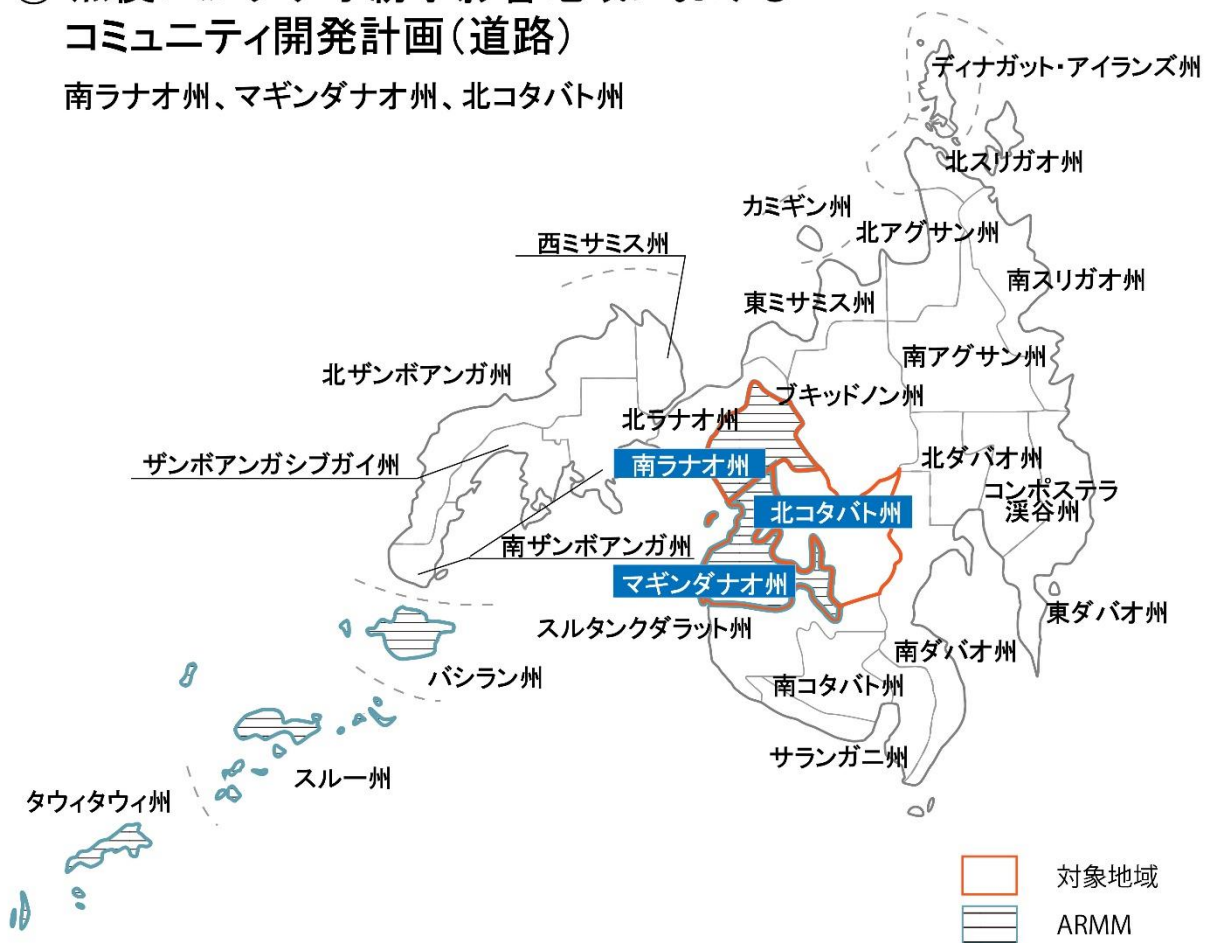 コミュニティ開発計画（道路）
南ラナオ州、マギンダナオ州、北コタバト州
ディナガット・アイランズ州
北スリガオ州
カミギン州
北アグサン州
西ミサミス州
南スリガオ州
東ミサミス州
南アグサン州
北ザンボアンガ州
ブキッドノン州
北ラナオ州
ザンボアンガシブガイ州
南ラナオ州
北ダバオ州
コンポステラ
渓谷州
北コタバト州
南ザンボアンガ州
マギンダナオ州
東ダバオ州
スルタンクダラット州
南ダバオ州
バシラン州
南コタバト州
サランガニ州
スルー州
タウィタウィ州
対象地域
ARMM